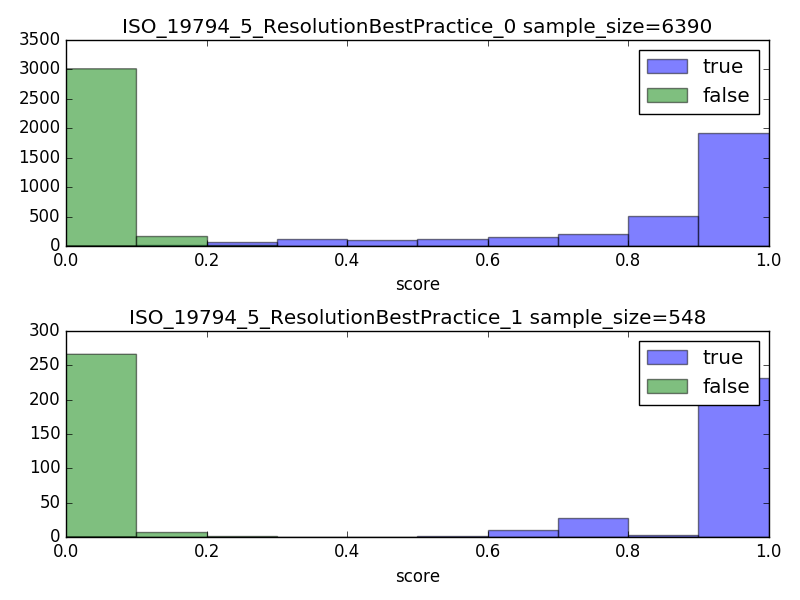 ISO_19794_5_ResolutionBestPractice_0 sample_size=6390
3500
3000
2500
2000
1500
1000
500
0
true
false
0.0 0.2 0.4 0.6 0.8 1.0
score
ISO_19794_5_ResolutionBestPractice_1 sample_size=548
300
250
200
150
100
50
0
true
false
0.0 0.2 0.4 0.6 0.8 1.0
score